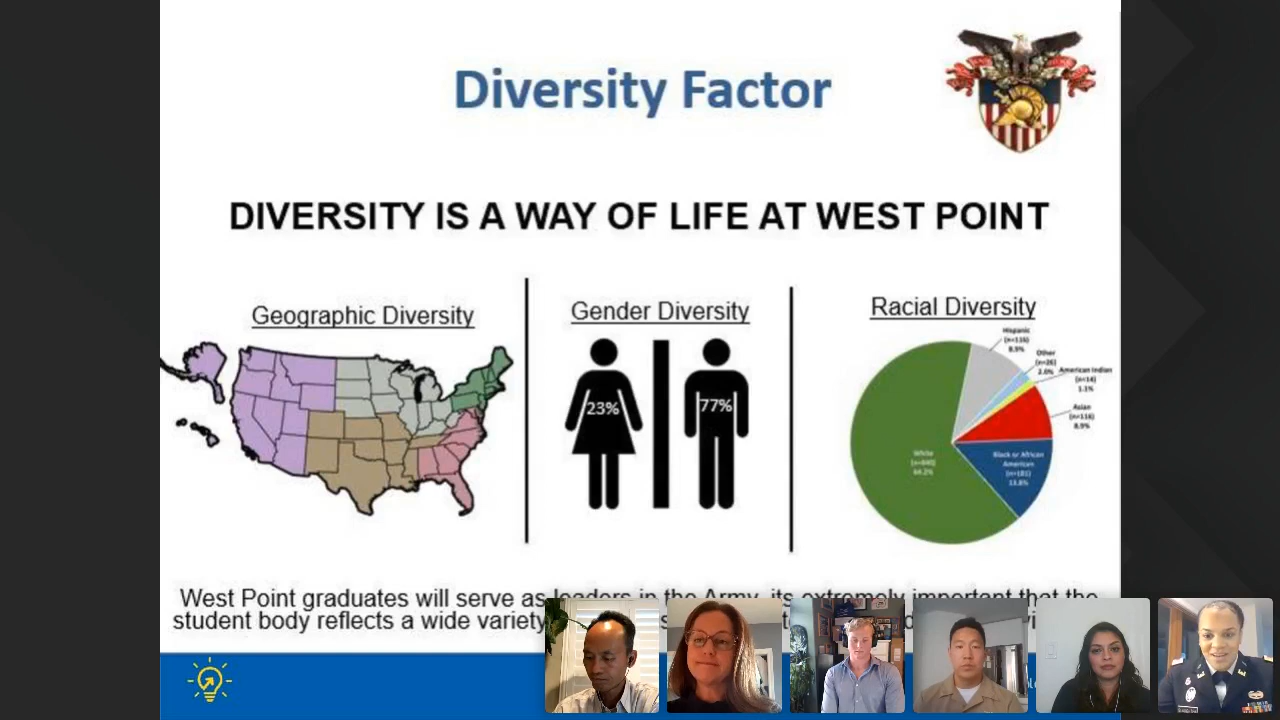 Diversity Factor
DIVERSITY IS A WAY OF LIFE AT WEST POINT
Geographic Diversity
Gender Diversity
23%
77%
Racial Diversity
Hispanic
(n=116)
8.9%
Other
(n=26)
2.0%
American Indian
(n=14)
1.1%
Asian
(n=116)
8.9%
Black or African
American
(n=181)
13.8%
White
64.2%
West Point graduates will serve as leaders in the Army, its extremely important that the
student body reflects a wide variety